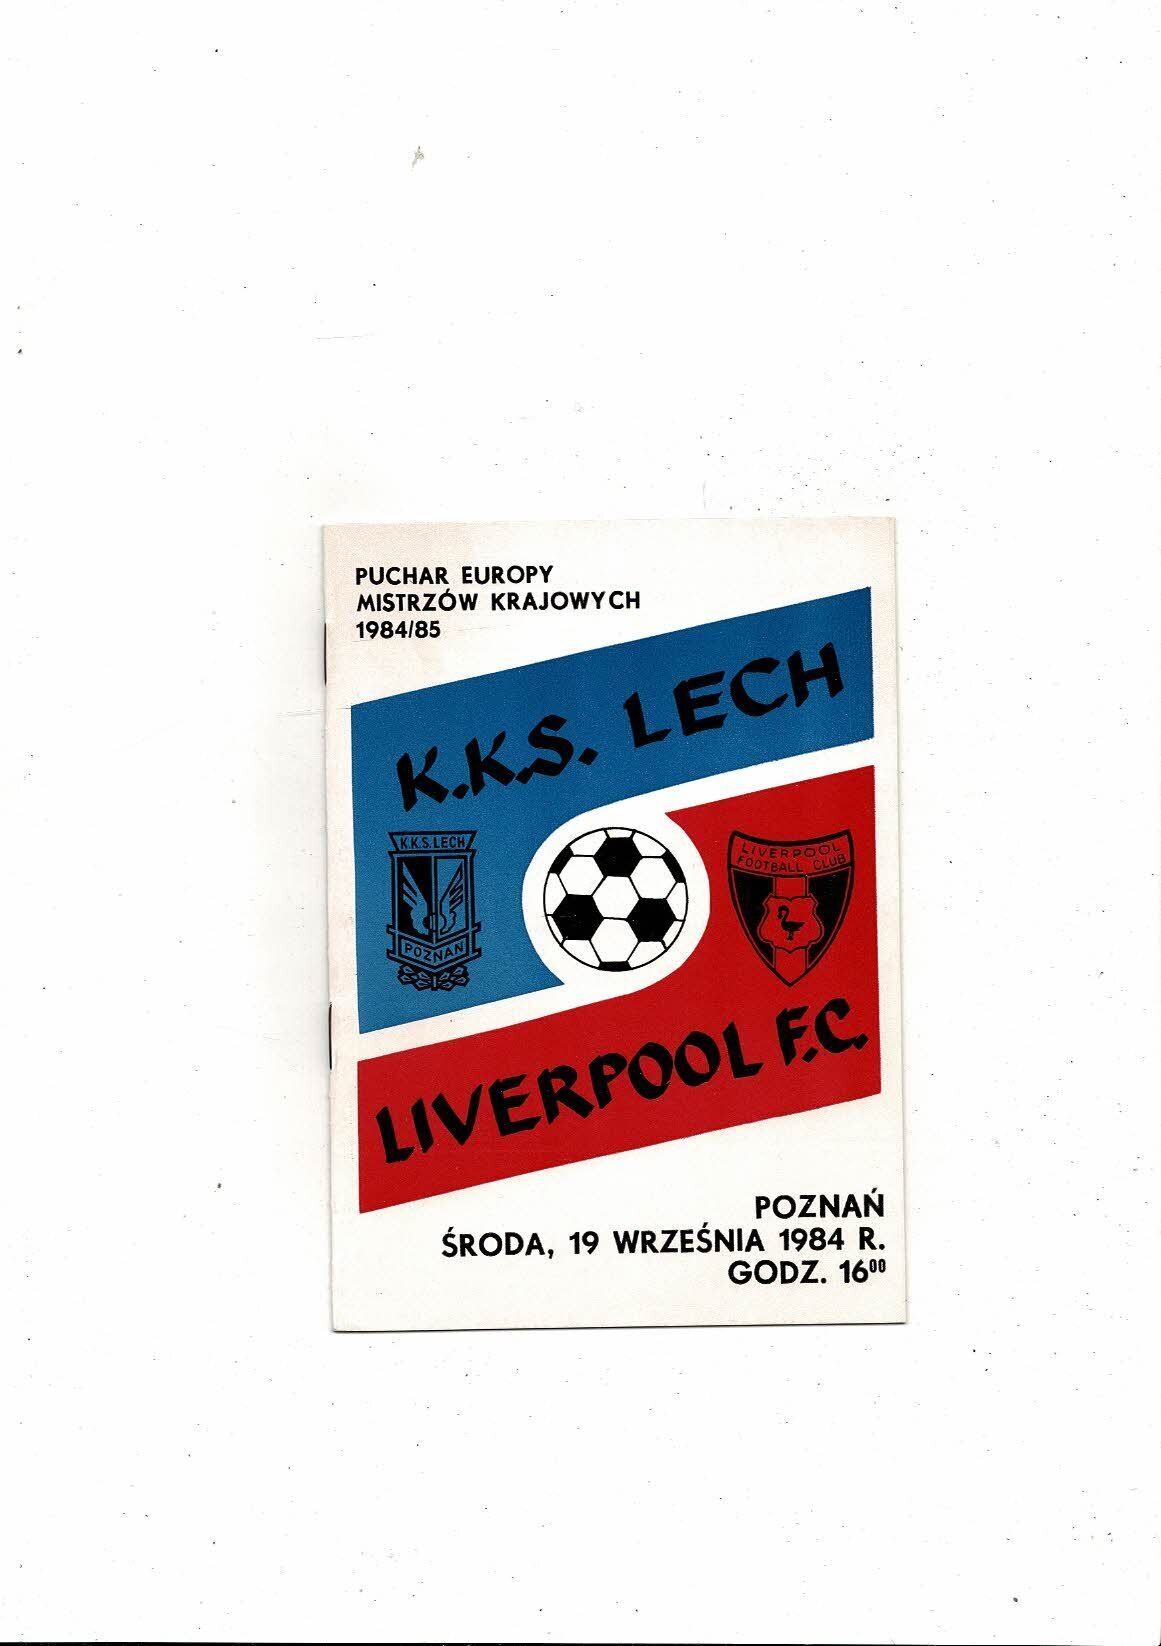 PUCHAR EUROPY
MISTRZÓW KRAJOWYCH
1984/85
K.K.S. LECH
K.K.S. LECH
POZNAŃ
LIVERPOOL
FOOTBALL CLUB
LIVERPOOL F.C.
POZNAŃ
ŚRODA, 19 WRZEŚNIA 1984 R.
GODZ. 16⁰⁰